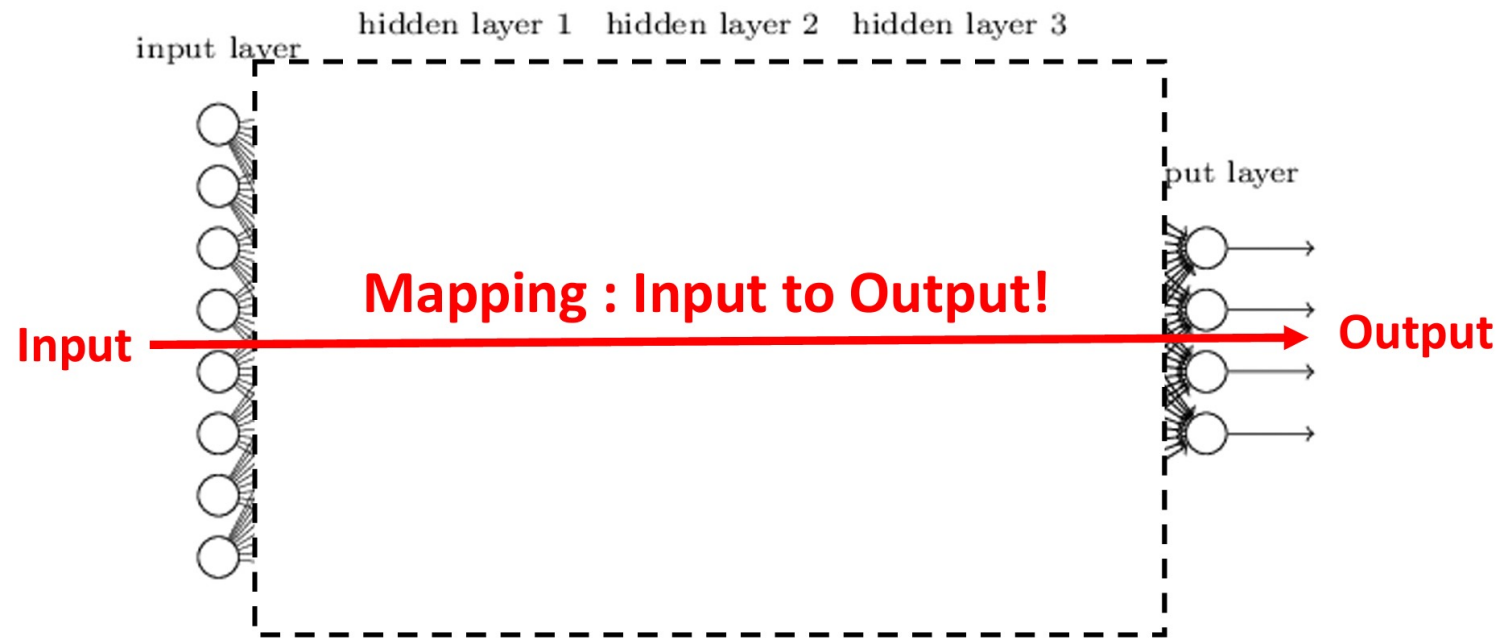 hidden layer 1 hidden layer 2 hidden layer 3
input layer
put layer
Mapping : Input to Output!
Input
Output